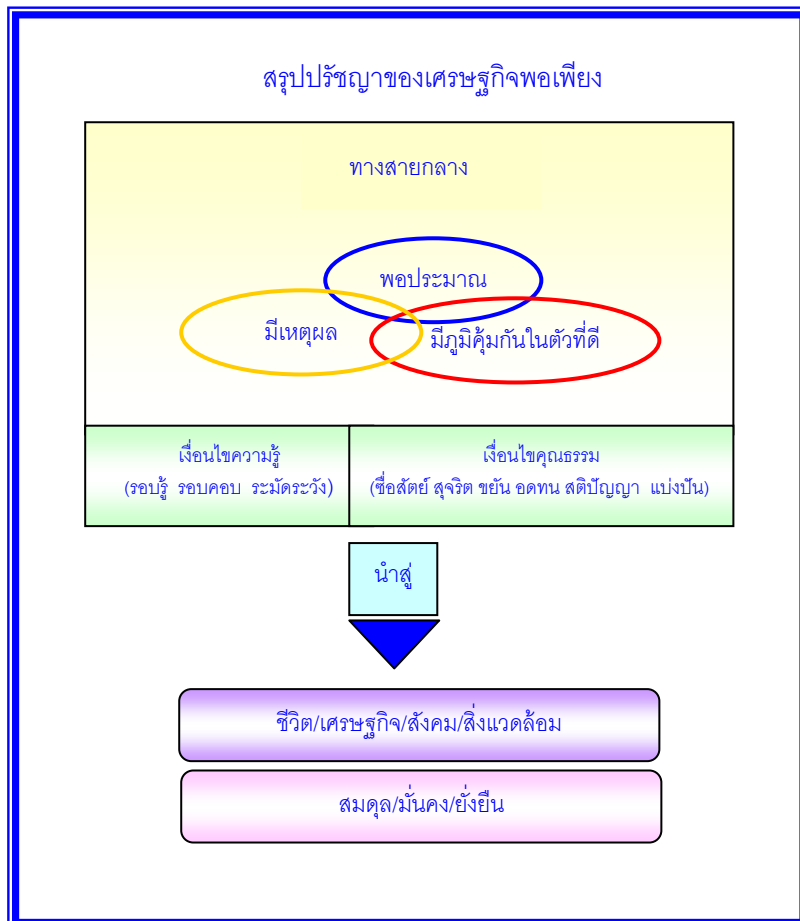 สรุปปรัชญาของเศรษฐกิจพอเพียง
ทางสายกลาง
พอประมาณ
มีเหตุผล
มีภูมิคุ้มกันในตัวที่ดี
เงื่อนไขความรู้
(รอบรู้ รอบคอบ ระมัดระวัง)
เงื่อนไขคุณธรรม
(ซื่อสัตย์ สุจริต ขยัน อดทน สติปัญญา แบ่งปัน)
นำสู่
ชีวิต/เศรษฐกิจ/สังคม/สิ่งแวดล้อม
สมดุล/มั่นคง/ยั่งยืน